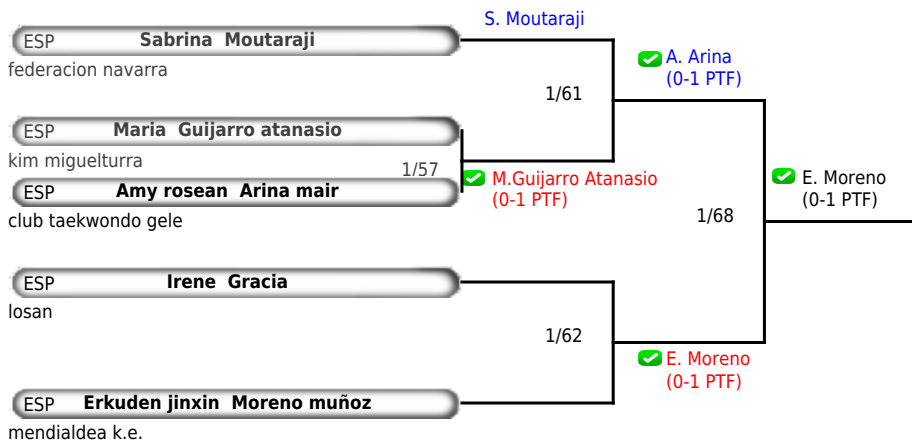 S. Moutaraji
ESP Sabrina Moutaraji
federacion navarra
A. Arina
(0-1 PTF)
1/61
ESP Maria Guijarro atanasio
kim miguelturra
1/57
M.Guijarro Atanasio
(0-1 PTF)
ESP Amy rosean Arina mair
club taekwondo gele
E. Moreno
(0-1 PTF)
1/68
ESP Irene Gracia
losan
1/62
E. Moreno
(0-1 PTF)
ESP Erkuden jinxin Moreno muñoz
mendialdea k.e.